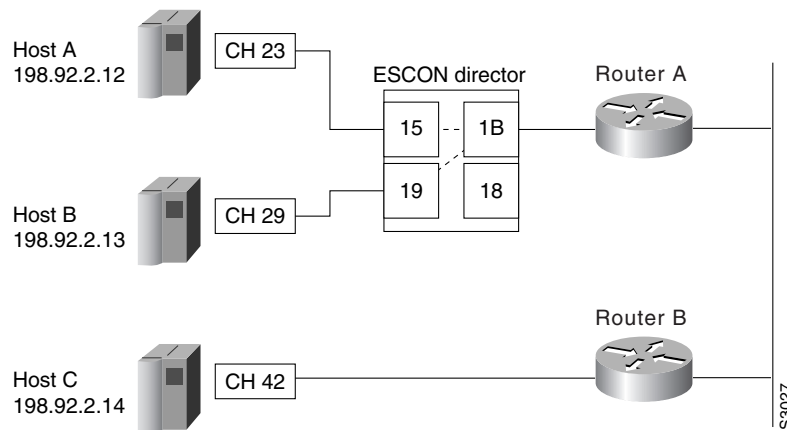 Host A
198.92.2.12
CH 23
ESCON director
15
1B
19
18
Router A
Host B
198.92.2.13
CH 29
Host C
198.92.2.14
CH 42
Router B
S3027